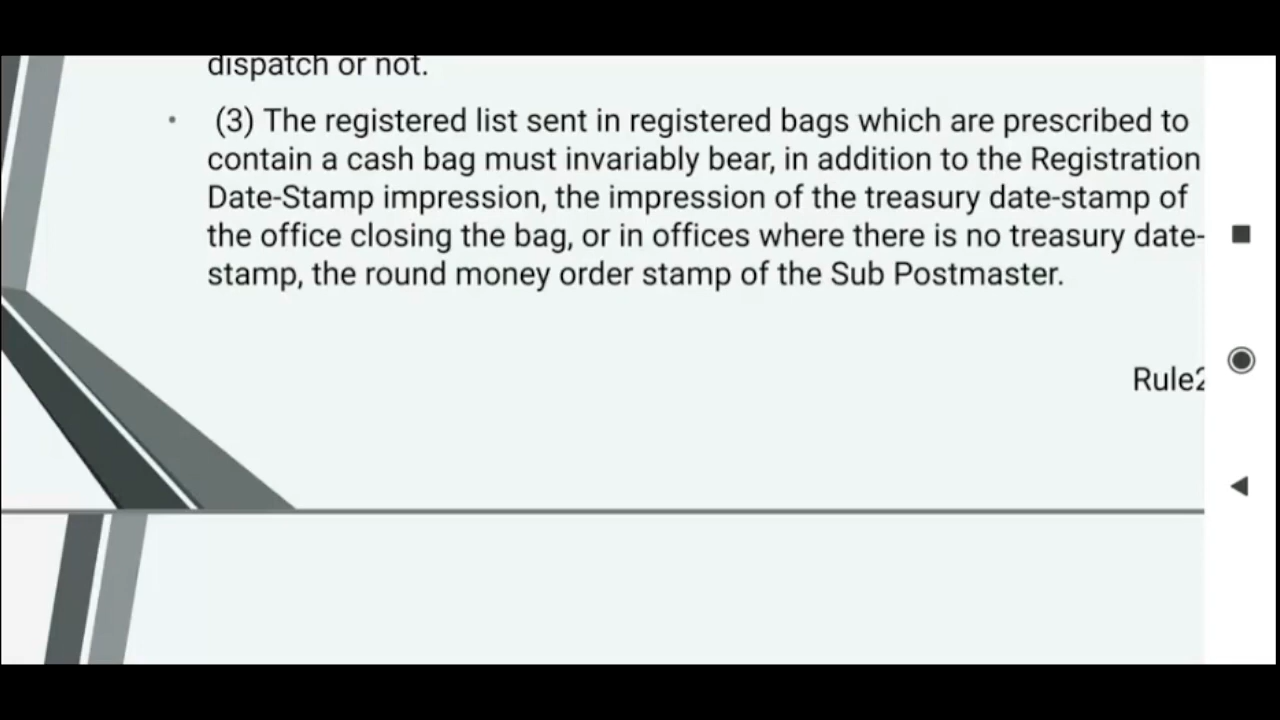 dispatch or not.
• (3) The registered list sent in registered bags which are prescribed to
contain a cash bag must invariably bear, in addition to the Registration
Date-Stamp impression, the impression of the treasury date-stamp of
the office closing the bag, or in offices where there is no treasury date-
stamp, the round money order stamp of the Sub Postmaster.
Rule2